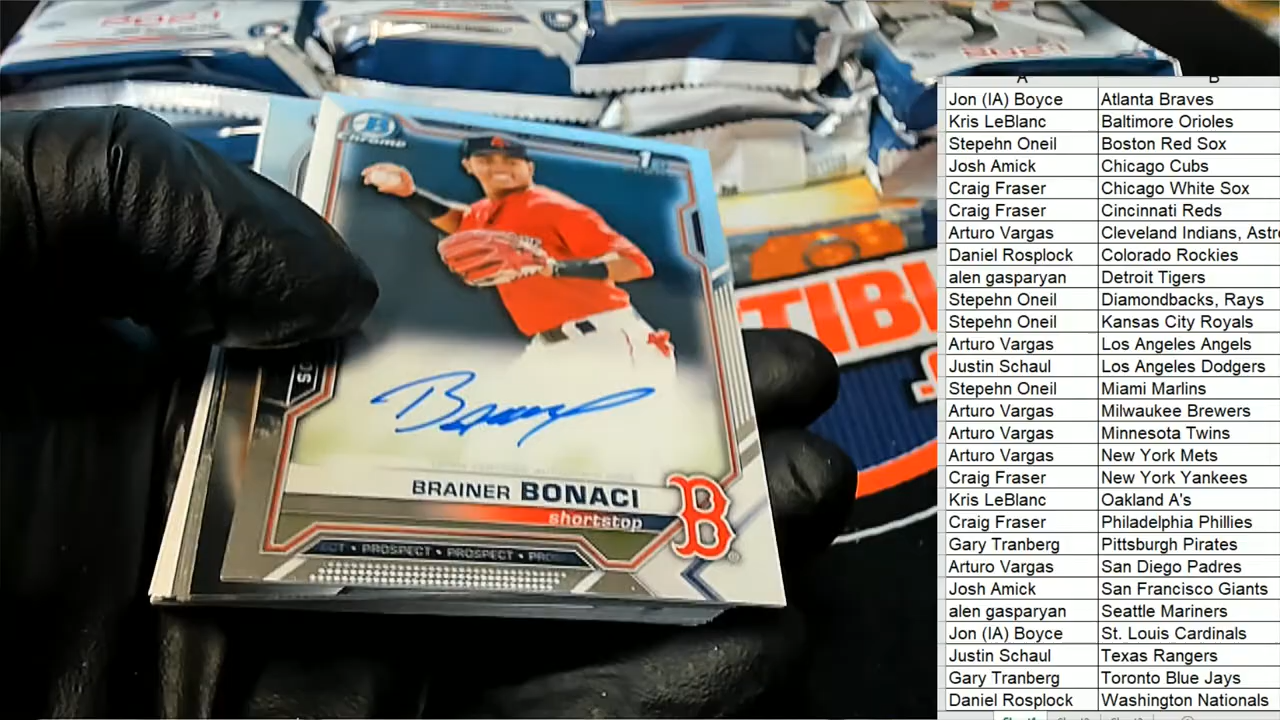 2021
2021
B
CHROME
1ST
BRAINER BONACI
shortstop
PROSPECT • PROSPECT
B
TIBL
A B
Jon (IA) Boyce Atlanta Braves
Kris LeBlanc Baltimore Orioles
Stepehn Oneil Boston Red Sox
Josh Amick Chicago Cubs
Craig Fraser Chicago White Sox
Craig Fraser Cincinnati Reds
Arturo Vargas Cleveland Indians, Astr
Daniel Rosplock Colorado Rockies
alen gasparyan Detroit Tigers
Stepehn Oneil Diamondbacks, Rays
Stepehn Oneil Kansas City Royals
Arturo Vargas Los Angeles Angels
Justin Schaul Los Angeles Dodgers
Stepehn Oneil Miami Marlins
Arturo Vargas Milwaukee Brewers
Arturo Vargas Minnesota Twins
Arturo Vargas New York Mets
Craig Fraser New York Yankees
Kris LeBlanc Oakland A's
Craig Fraser Philadelphia Phillies
Gary Tranberg Pittsburgh Pirates
Arturo Vargas San Diego Padres
Josh Amick San Francisco Giants
alen gasparyan Seattle Mariners
Jon (IA) Boyce St. Louis Cardinals
Justin Schaul Texas Rangers
Gary Tranberg Toronto Blue Jays
Daniel Rosplock Washington Nationals